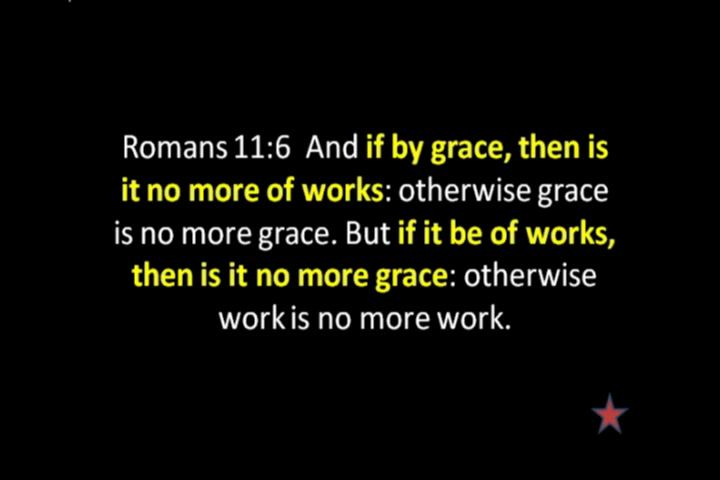 Romans 11:6 And if by grace, then is
it no more of works: otherwise grace
is no more grace. But if it be of works,
then is it no more grace: otherwise
work is no more work.